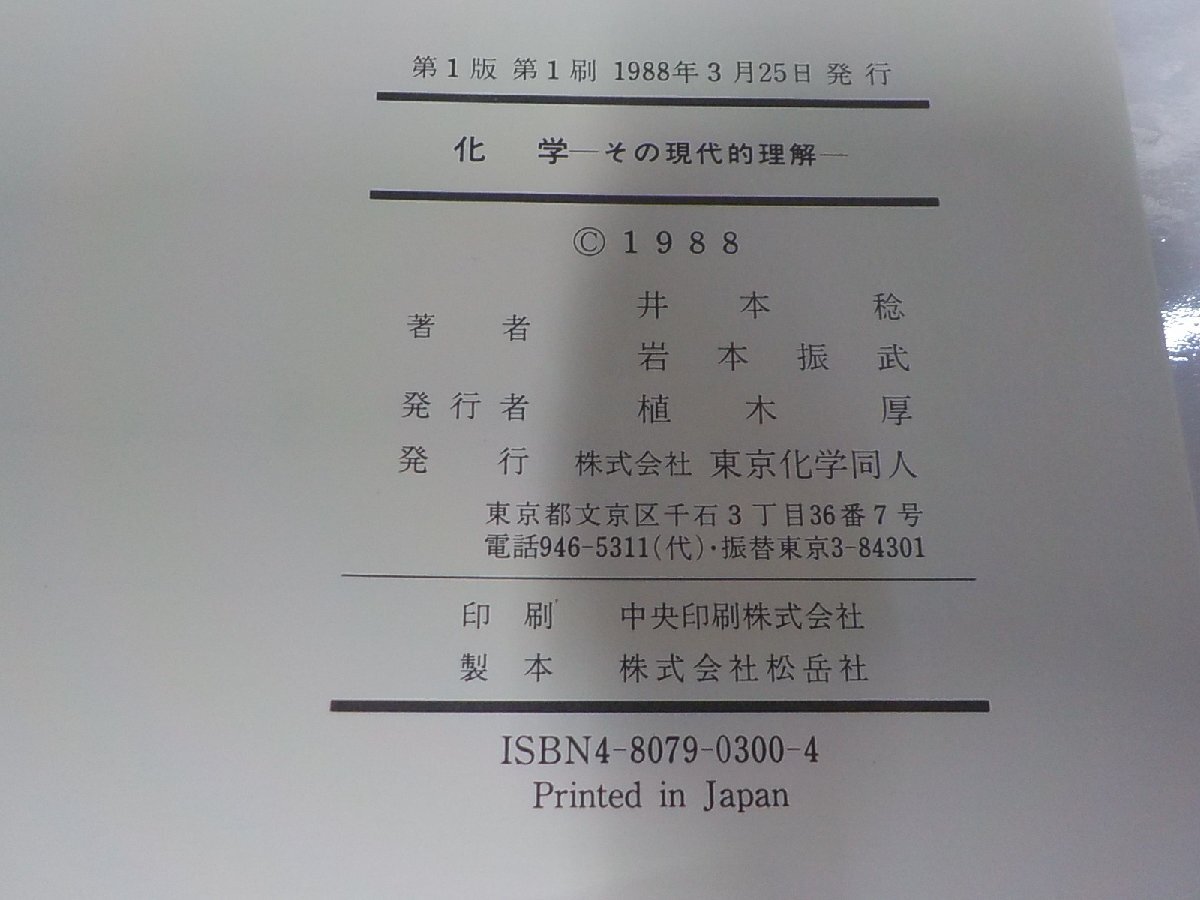 第1版 第1刷 1988年3月25日 発行
化学―その現代的理解―
© 1988
著者 井本稔
岩本振武
発行者 植木厚
発行 株式会社 東京化学同人
東京都文京区千石3丁目36番7号
電話946-5311(代)・振替東京3-84301
印刷 中央印刷株式会社
製本 株式会社松岳社
ISBN4-8079-0300-4
Printed in Japan